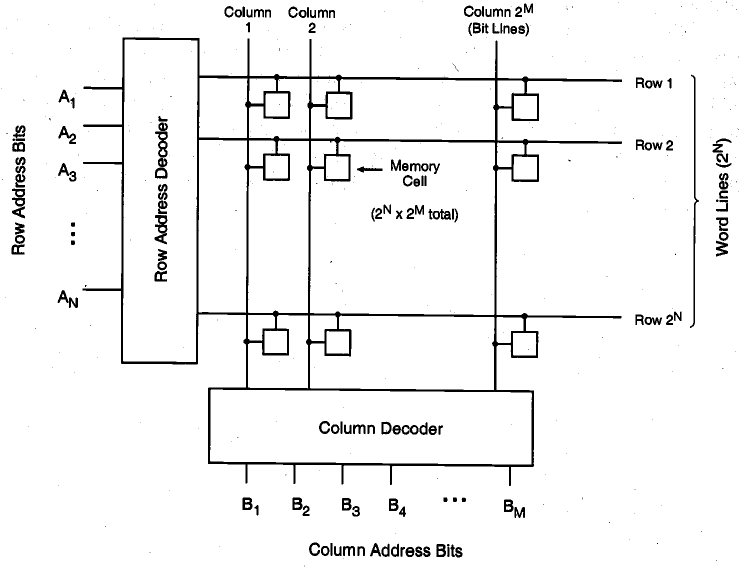 Column
1
Column
2
Column 2^M
(Bit Lines)
Row Address Bits
A1
A2
A3
...
AN
Row Address Decoder
Row 1
Row 2
Memory
Cell
(2^N x 2^M total)
Row 2^N
Word Lines (2^N)
Column Decoder
B1 B2 B3 B4 ... BM
Column Address Bits